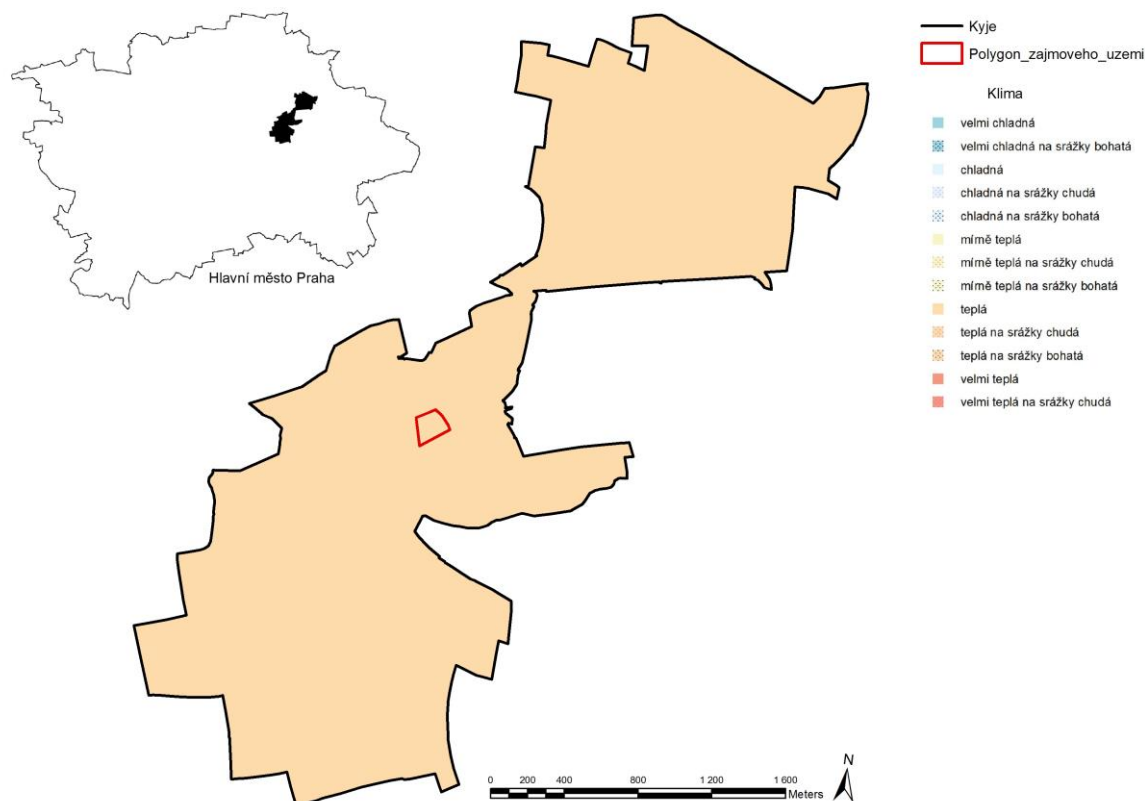 Hlavní město Praha
Kyje
Polygon_zajmoveho_uzemi
Klima
velmi chladná
velmi chladná na srážky bohatá
chladná
chladná na srážky chudá
chladná na srážky bohatá
mírně teplá
mírně teplá na srážky chudá
mírně teplá na srážky bohatá
teplá
teplá na srážky chudá
teplá na srážky bohatá
velmi teplá
velmi teplá na srážky chudá
N
0 200 400 800 1 200 1 600
Meters